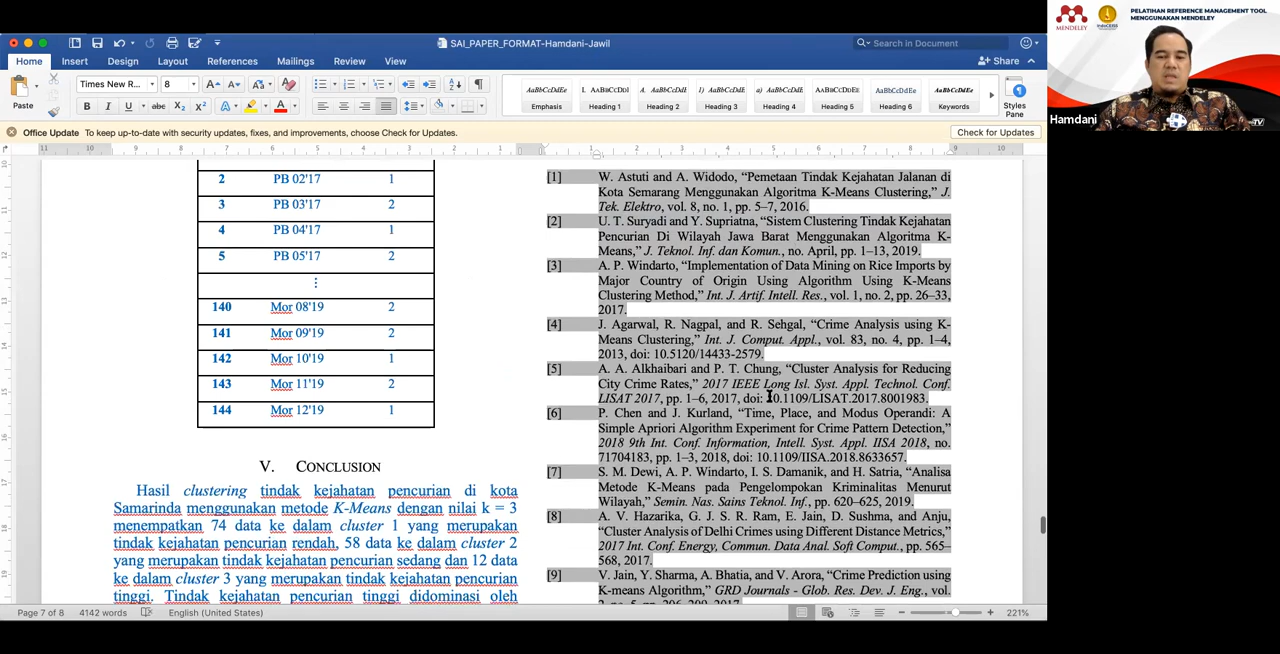 SAI_PAPER_FORMAT-Hamdani-Jawil
Search in Document
Home Insert Design Layout References Mailings Review View
Share
Paste
Times New R... 8
B I U abc X₂ X²
AaBbCcDdEe Emphasis
I. AABBCCDDI Heading 1
A. AaBbCcDdEe Heading 2
1) AaBbCcDdEe Heading 3
a) AaBbCcDdEe Heading 4
AABBCCDDEE Heading 5
AaBbCcDdEe Heading 6
AaBbCcDdEe Keywords
Styles Pane
Office Update To keep up-to-date with security updates, fixes, and improvements, choose Check for Updates.
Check for Updates
2 PB 02'17 1
3 PB 03'17 2
4 PB 04'17 1
5 PB 05'17 2
⋮
140 Mor 08'19 2
141 Mor 09'19 2
142 Mor 10'19 1
143 Mor 11'19 2
144 Mor 12'19 1
V. CONCLUSION
Hasil clustering tindak kejahatan pencurian di kota
Samarinda menggunakan metode K-Means dengan nilai k = 3
menempatkan 74 data ke dalam cluster 1 yang merupakan
tindak kejahatan pencurian rendah, 58 data ke dalam cluster 2
yang merupakan tindak kejahatan pencurian sedang dan 12 data
ke dalam cluster 3 yang merupakan tindak kejahatan pencurian
tinggi. Tindak kejahatan pencurian tinggi didominasi oleh
[1] W. Astuti and A. Widodo, “Pemetaan Tindak Kejahatan Jalanan di
Kota Semarang Menggunakan Algoritma K-Means Clustering,” J.
Tek. Elektro, vol. 8, no. 1, pp. 5–7, 2016.
[2] U. T. Suryadi and Y. Supriatna, “Sistem Clustering Tindak Kejahatan
Pencurian Di Wilayah Jawa Barat Menggunakan Algoritma K-
Means,” J. Teknol. Inf. dan Komun., no. April, pp. 1–13, 2019.
[3] A. P. Windarto, “Implementation of Data Mining on Rice Imports by
Major Country of Origin Using Algorithm Using K-Means
Clustering Method,” Int. J. Artif. Intell. Res., vol. 1, no. 2, pp. 26–33,
2017.
[4] J. Agarwal, R. Nagpal, and R. Sehgal, “Crime Analysis using K-
Means Clustering,” Int. J. Comput. Appl., vol. 83, no. 4, pp. 1–4,
2013, doi: 10.5120/14433-2579.
[5] A. A. Alkhaibari and P. T. Chung, “Cluster Analysis for Reducing
City Crime Rates,” 2017 IEEE Long Isl. Syst. Appl. Technol. Conf.
LISAT 2017, pp. 1–6, 2017, doi: 10.1109/LISAT.2017.8001983.
[6] P. Chen and J. Kurland, “Time, Place, and Modus Operandi: A
Simple Apriori Algorithm Experiment for Crime Pattern Detection,”
2018 9th Int. Conf. Information, Intell. Syst. Appl. IISA 2018, no.
71704183, pp. 1–3, 2018, doi: 10.1109/IISA.2018.8633657.
[7] S. M. Dewi, A. P. Windarto, I. S. Damanik, and H. Satria, “Analisa
Metode K-Means pada Pengelompokan Kriminalitas Menurut
Wilayah,” Semin. Nas. Sains Teknol. Inf., pp. 620–625, 2019.
[8] A. V. Hazarika, G. J. S. R. Ram, E. Jain, D. Sushma, and Anju,
“Cluster Analysis of Delhi Crimes using Different Distance Metrics,”
2017 Int. Conf. Energy, Commun. Data Anal. Soft Comput., pp. 565–
568, 2017.
[9] V. Jain, Y. Sharma, A. Bhatia, and V. Arora, “Crime Prediction using
K-means Algorithm,” GRD Journals - Glob. Res. Dev. J. Eng., vol.
Page 7 of 8 4142 words English (United States) 221%
MENDELEY
PELATIHAN REFERENCE MANAGEMENT TOOL
MENGGUNAKAN MENDELEY
Hamdani